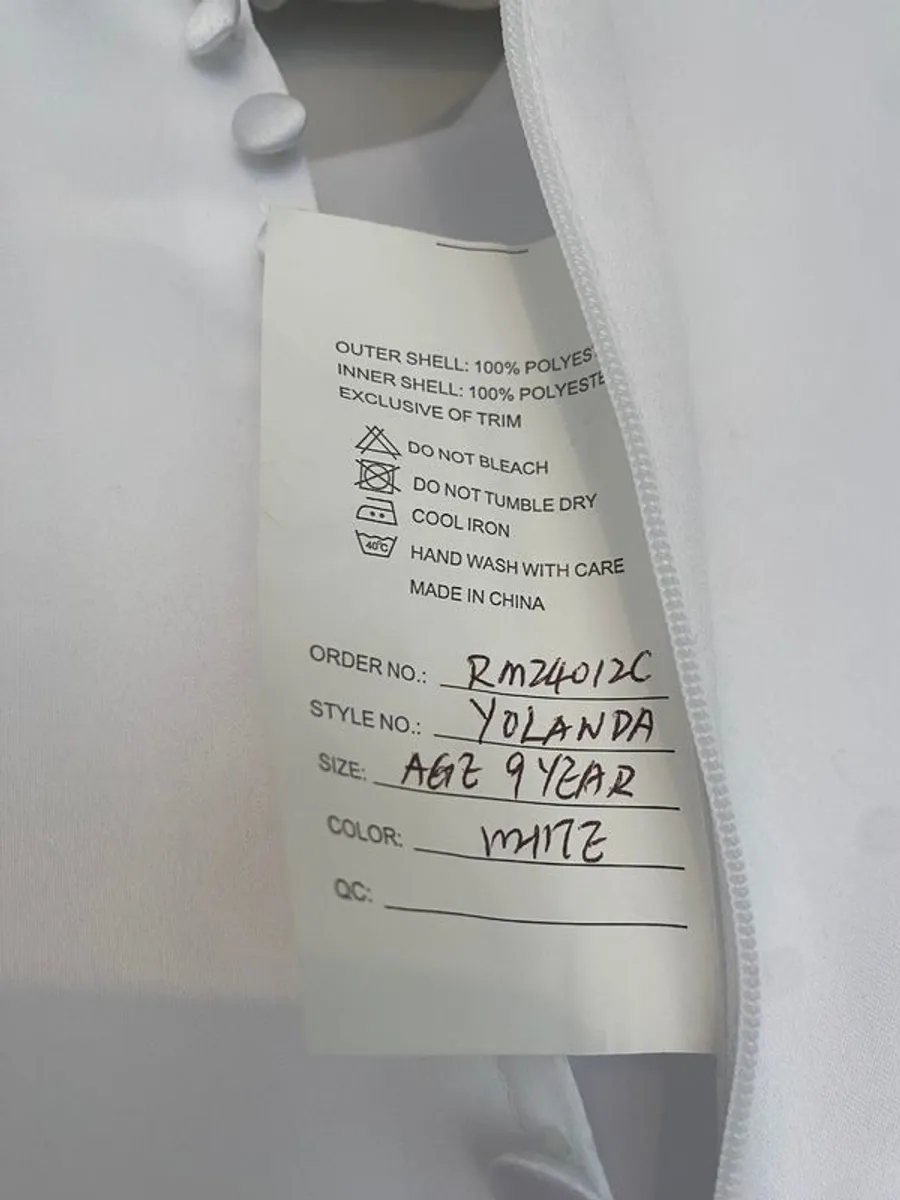 OUTER SHELL: 100% POLYES
INNER SHELL: 100% POLYESTE
EXCLUSIVE OF TRIM
DO NOT BLEACH
DO NOT TUMBLE DRY
COOL IRON
40°C HAND WASH WITH CARE
MADE IN CHINA
ORDER NO.: RM24012C
STYLE NO.: YOLANDA
SIZE: AGE 9 YEAR
COLOR: WHITE
QC: